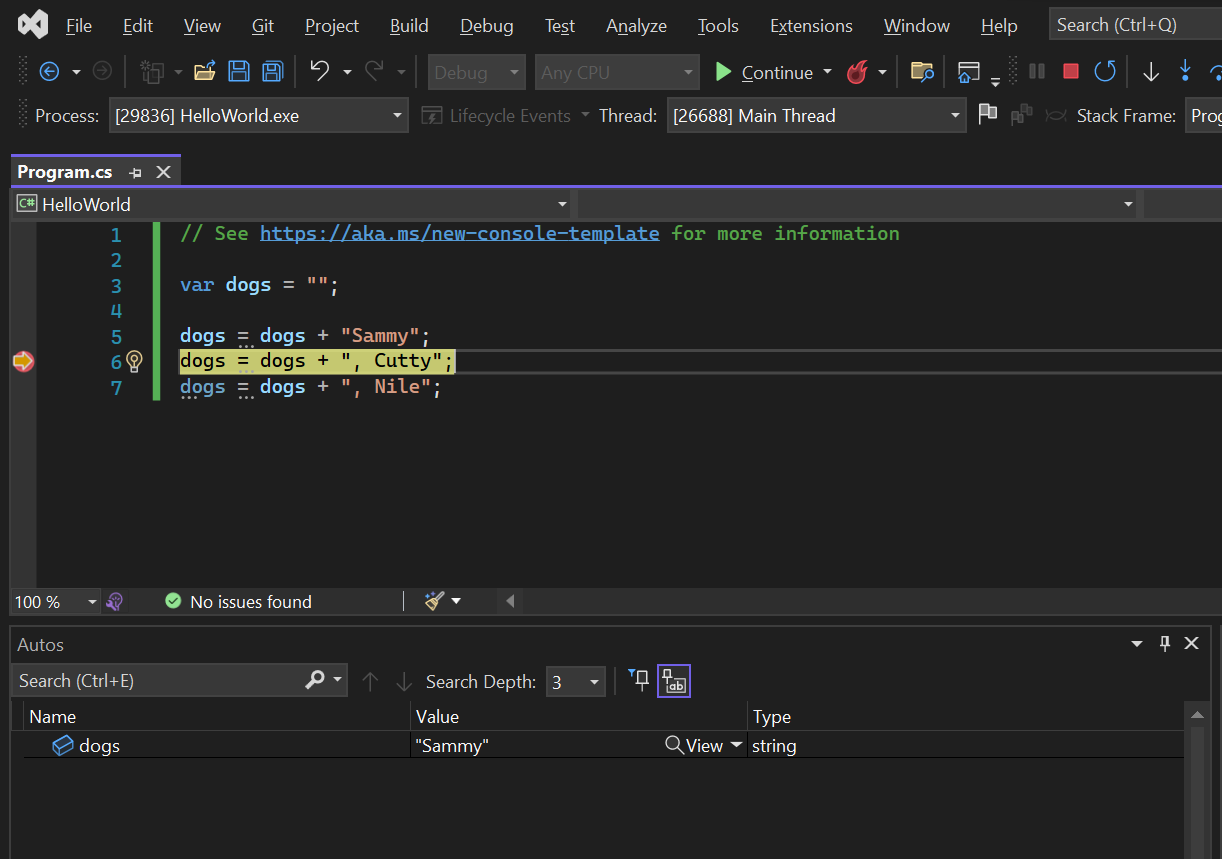 File Edit View Git Project Build Debug Test Analyze Tools Extensions Window Help Search (Ctrl+Q)
Debug Any CPU Continue
Process: [29836] HelloWorld.exe Lifecycle Events Thread: [26688] Main Thread Stack Frame: Prog
Program.cs
C# HelloWorld
1 // See https://aka.ms/new-console-template for more information
2
3 var dogs = "";
4
5 dogs = dogs + "Sammy";
6 dogs = dogs + ", Cutty";
7 dogs = dogs + ", Nile";
100 % No issues found
Autos
Search (Ctrl+E) Search Depth: 3 ab
Name Value Type
dogs "Sammy" View string